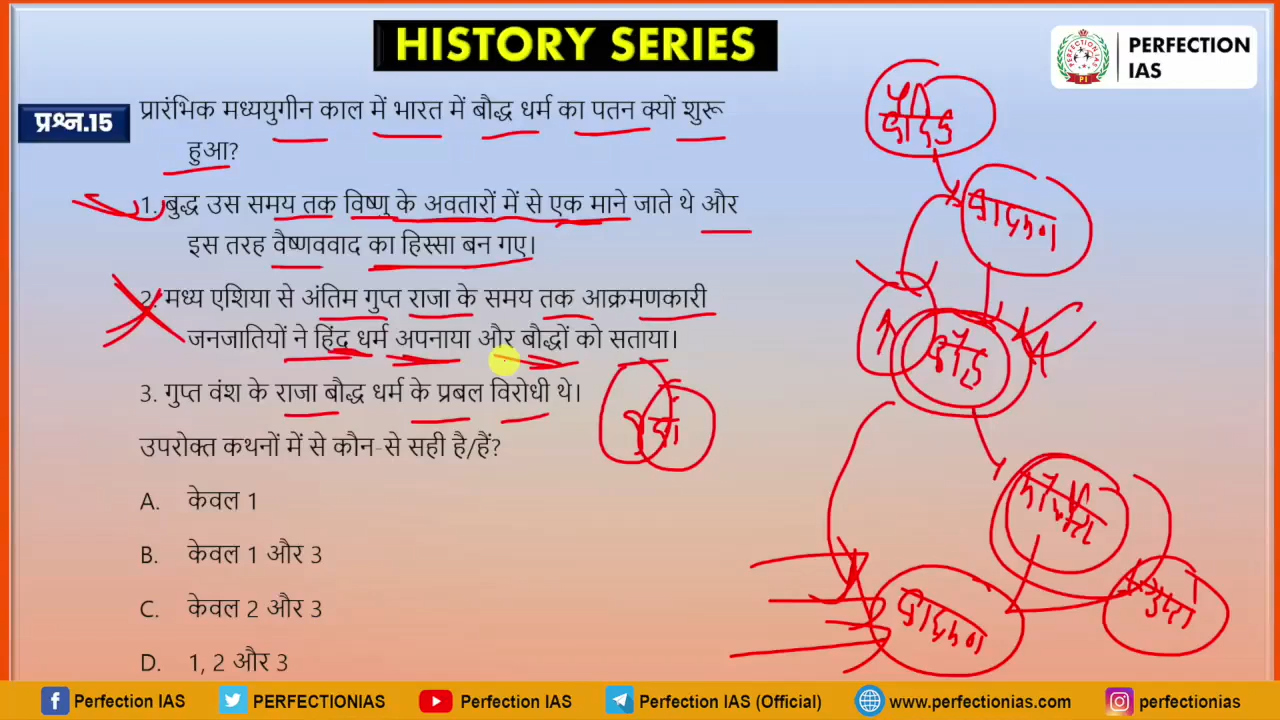 HISTORY SERIES
PERFECTION
IAS
प्रश्न.15
प्रारंभिक मध्ययुगीन काल में भारत में बौद्ध धर्म का पतन क्यों शुरू
हुआ?
1. बुद्ध उस समय तक विष्णु के अवतारों में से एक माने जाते थे और
इस तरह वैष्णववाद का हिस्सा बन गए।
2. मध्य एशिया से अंतिम गुप्त राजा के समय तक आक्रमणकारी
जनजातियों ने हिंदू धर्म अपनाया और बौद्धों को सताया।
3. गुप्त वंश के राजा बौद्ध धर्म के प्रबल विरोधी थे।
उपरोक्त कथनों में से कौन-से सही है/हैं?
A. केवल 1
B. केवल 1 और 3
C. केवल 2 और 3
D. 1, 2 और 3
Perfection IAS PERFECTIONIAS Perfection IAS Perfection IAS (Official) www.perfectionias.com perfectionias